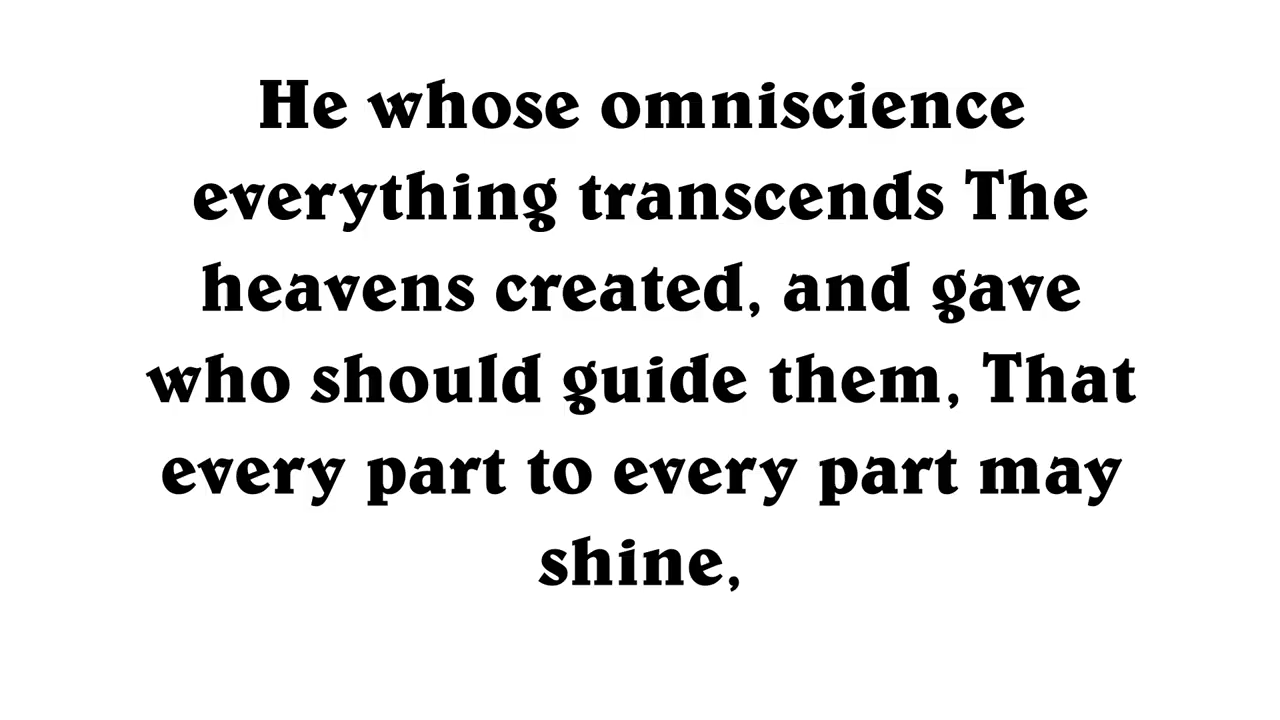 He whose omniscience
everything transcends The
heavens created, and gave
who should guide them, That
every part to every part may
shine,